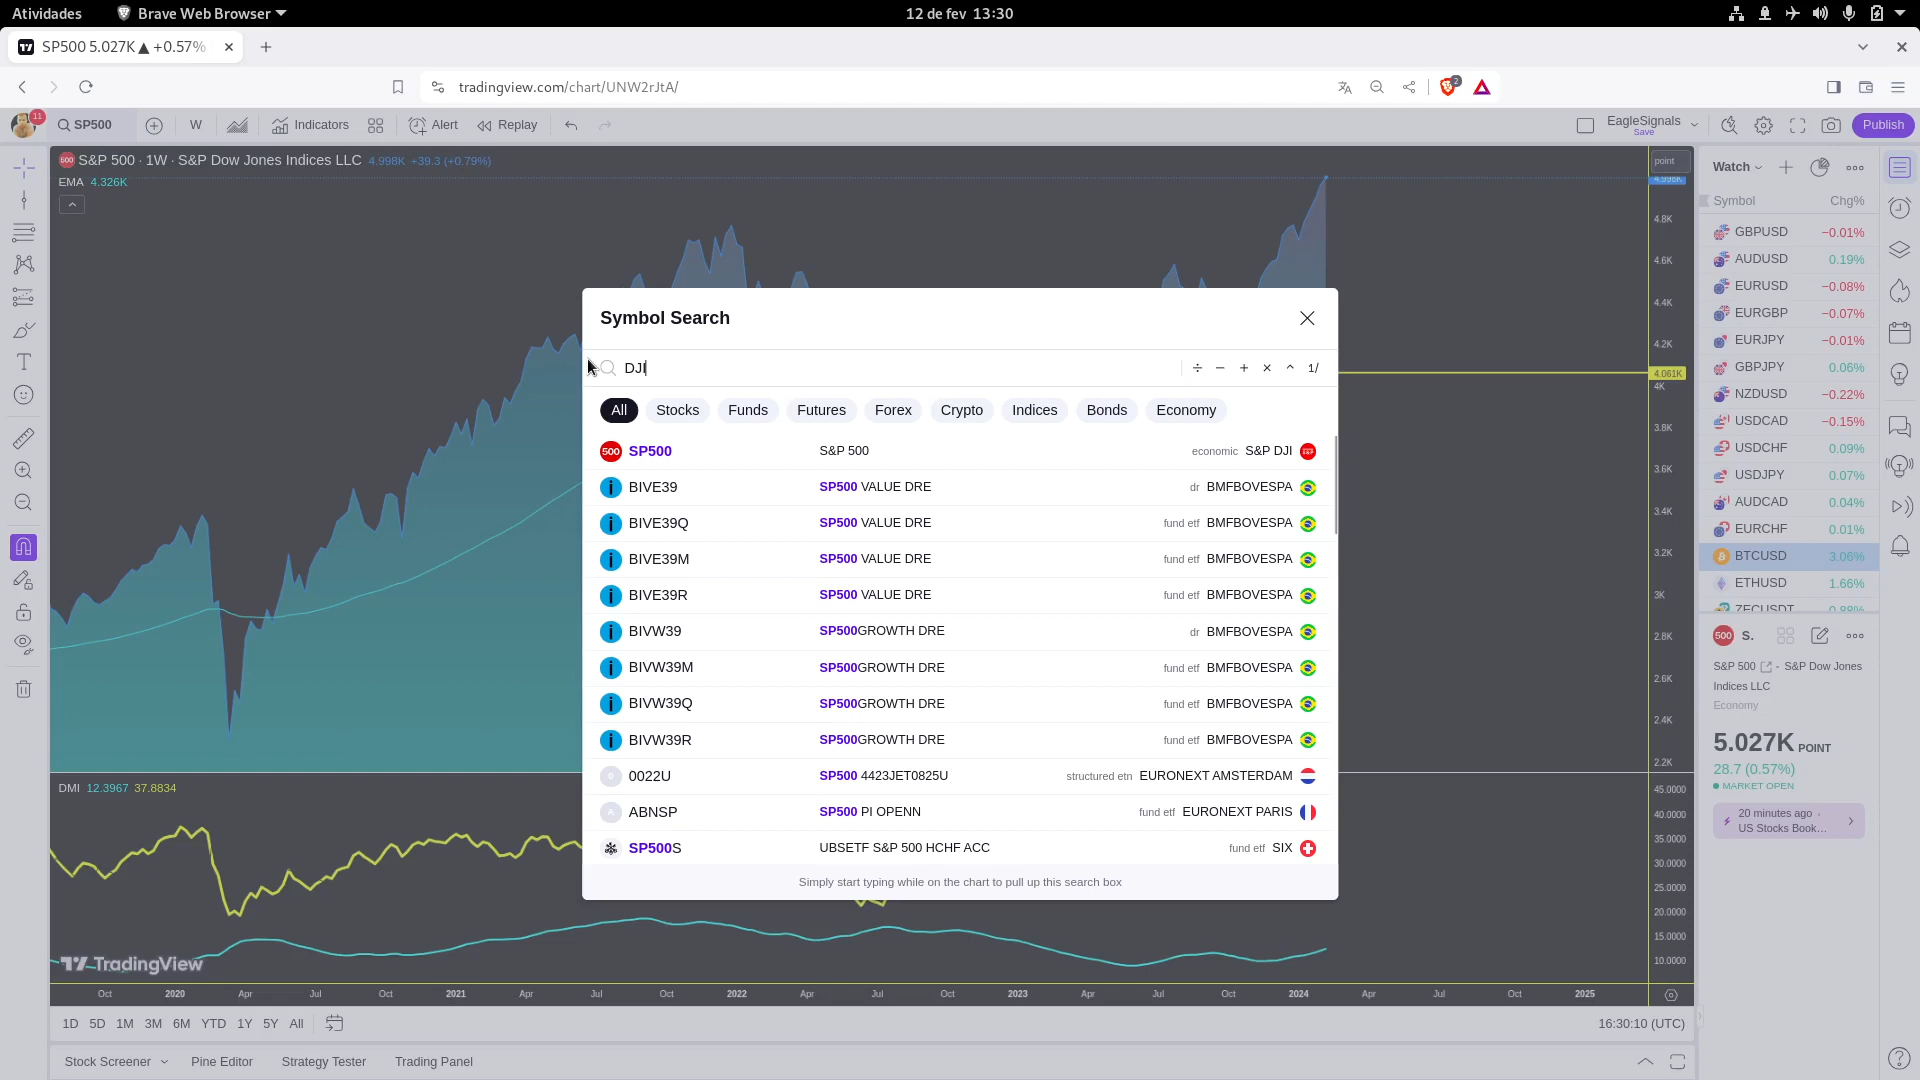 Atividades
Brave Web Browser
12 de fev 13:30
SP500 5.027K ▲ +0.57%
tradingview.com/chart/UNW2rJtA/
2
11
SP500
W
Indicators
Alert
Replay
EagleSignals
Save
Publish
500 S&P 500 · 1W · S&P Dow Jones Indices LLC 4.998K +39.3 (+0.79%)
EMA 4.326K
point
4.998K
4.8K
4.6K
4.4K
4.2K
4.061K
4K
3.8K
3.6K
3.4K
3.2K
3K
2.8K
2.6K
2.4K
2.2K
DMI 12.3967 37.8834
45.0000
40.0000
35.0000
30.0000
25.0000
20.0000
15.0000
10.0000
TradingView
Oct 2020 Apr Jul Oct 2021 Apr Jul Oct 2022 Apr Jul Oct 2023 Apr Jul Oct 2024 Apr Jul Oct 2025
1D 5D 1M 3M 6M YTD 1Y 5Y All
16:30:10 (UTC)
Stock Screener
Pine Editor
Strategy Tester
Trading Panel
Symbol Search
DJI
÷ − + × ^ 1/
All Stocks Funds Futures Forex Crypto Indices Bonds Economy
500 SP500 S&P 500 economic S&P DJI
BIVE39 SP500 VALUE DRE dr BMFBOVESPA
BIVE39Q SP500 VALUE DRE fund etf BMFBOVESPA
BIVE39M SP500 VALUE DRE fund etf BMFBOVESPA
BIVE39R SP500 VALUE DRE fund etf BMFBOVESPA
BIVW39 SP500GROWTH DRE dr BMFBOVESPA
BIVW39M SP500GROWTH DRE fund etf BMFBOVESPA
BIVW39Q SP500GROWTH DRE fund etf BMFBOVESPA
BIVW39R SP500GROWTH DRE fund etf BMFBOVESPA
0 0022U SP500 4423JET0825U structured etn EURONEXT AMSTERDAM
A ABNSP SP500 PI OPENN fund etf EURONEXT PARIS
SP500S UBSETF S&P 500 HCHF ACC fund etf SIX
Simply start typing while on the chart to pull up this search box
Watch
Symbol Chg%
GBPUSD −0.01%
AUDUSD 0.19%
EURUSD −0.08%
EURGBP −0.07%
EURJPY −0.01%
GBPJPY 0.06%
NZDUSD −0.22%
USDCAD −0.15%
USDCHF 0.09%
USDJPY 0.07%
AUDCAD 0.04%
EURCHF 0.01%
BTCUSD 3.06%
ETHUSD 1.66%
ZECUSDT 0.88%
500 S.
S&P 500 - S&P Dow Jones
Indices LLC
Economy
5.027K POINT
28.7 (0.57%)
MARKET OPEN
20 minutes ago ·
US Stocks Book...